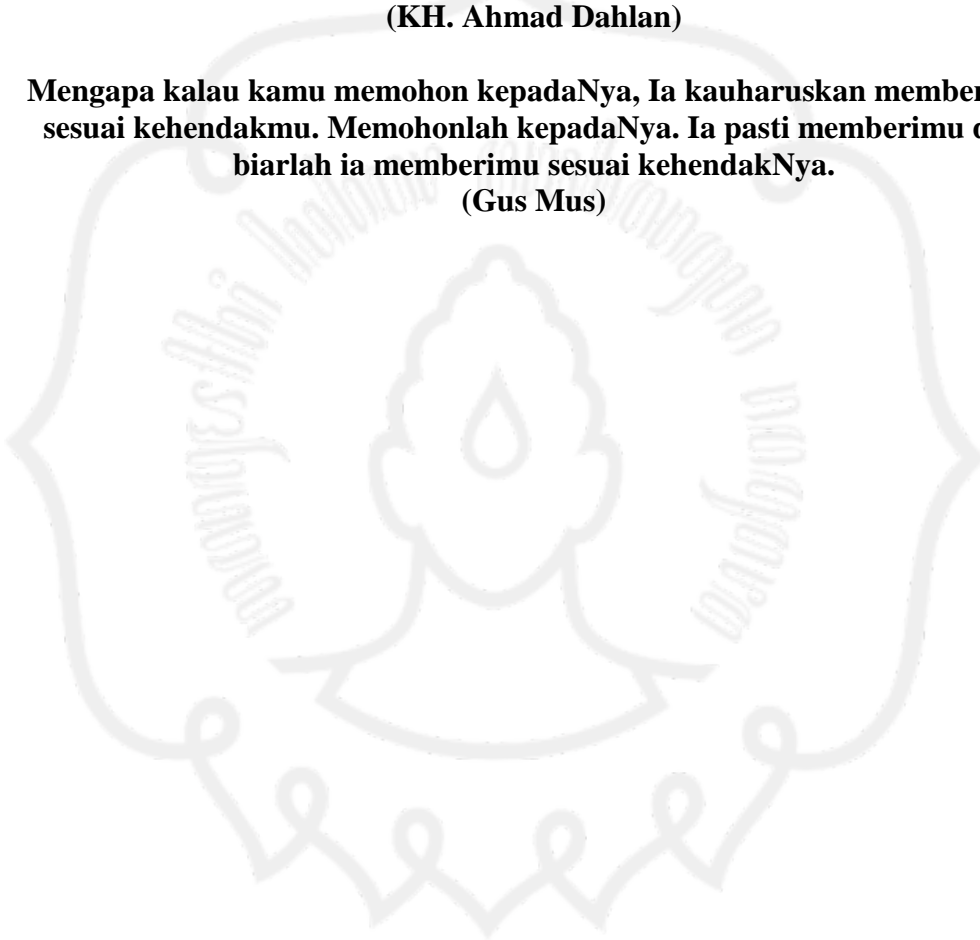 (KH. Ahmad Dahlan)
Mengapa kalau kamu memohon kepadaNya, Ia kauharuskan member
sesuai kehendakmu. Memohonlah kepadaNya. Ia pasti memberimu
biarlah ia memberimu sesuai kehendakNya.
(Gus Mus)